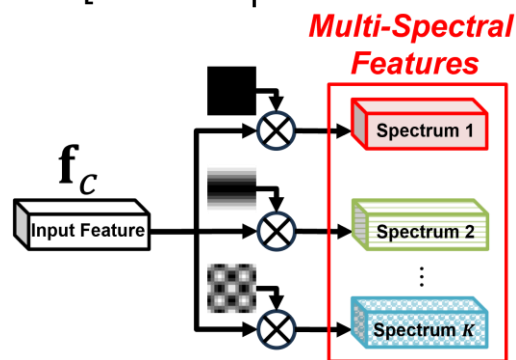 Multi-Spectral
Features
Spectrum 1
f_C
Input Feature
Spectrum 2
⋮
Spectrum K